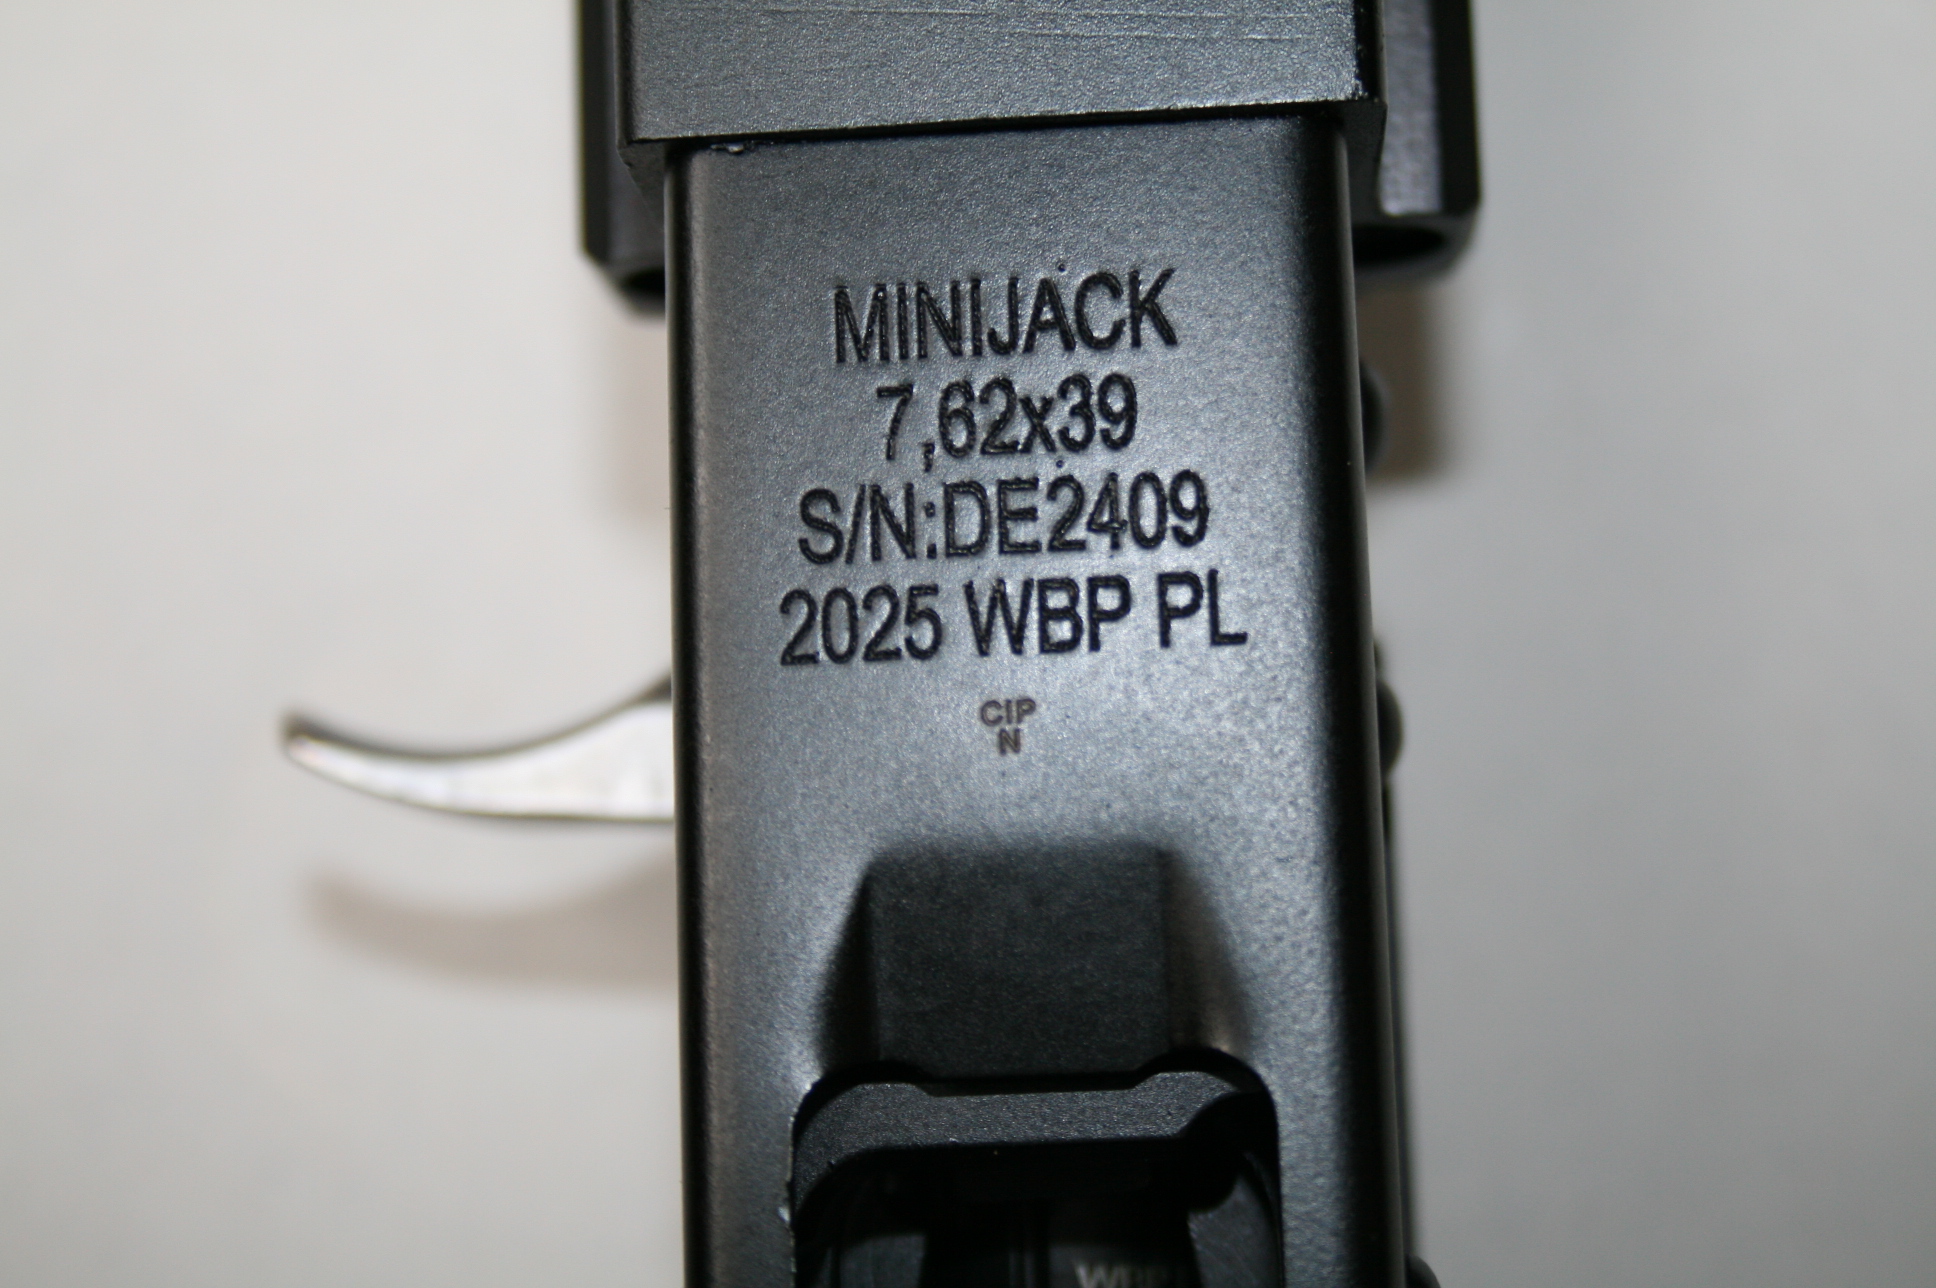 MINIJACK
7,62x39
S/N:DE2409
2025 WBP PL
CIP
N